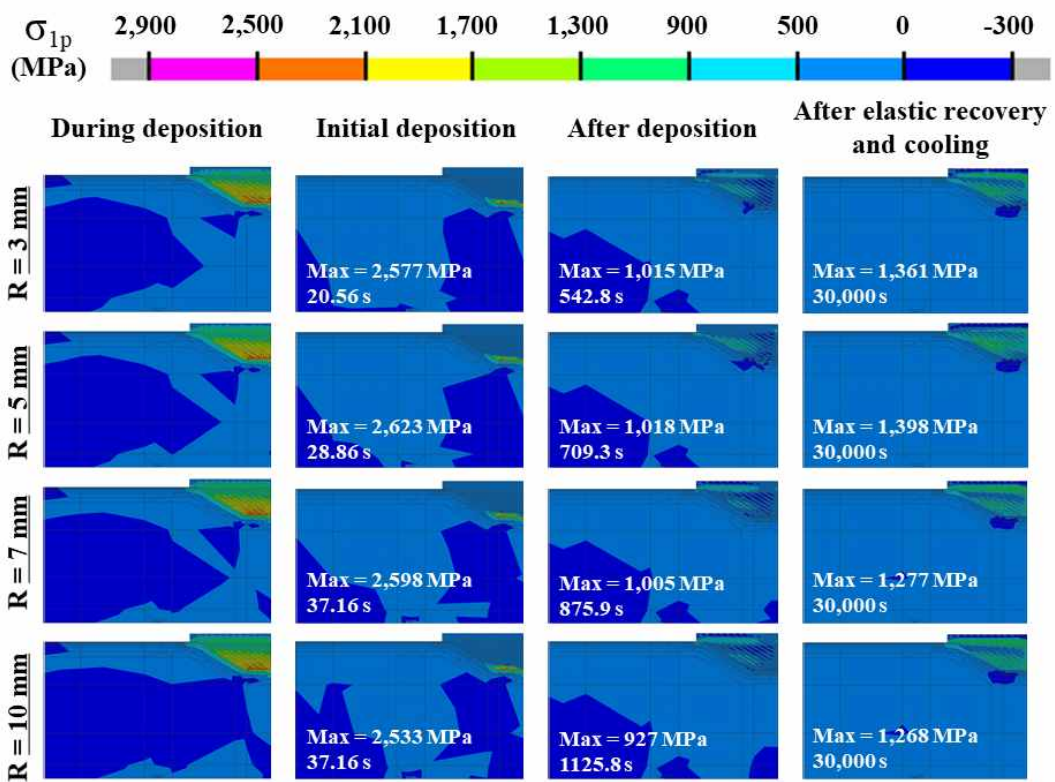 σ1p 2,900 2,500 2,100 1,700 1,300 900 500 0 -300
(MPa)
During deposition Initial deposition After deposition After elastic recovery
and cooling
R = 3 mm
Max = 2,577 MPa
20.56 s
Max = 1,015 MPa
542.8 s
Max = 1,361 MPa
30,000 s
R = 5 mm
Max = 2,623 MPa
28.86 s
Max = 1,018 MPa
709.3 s
Max = 1,398 MPa
30,000 s
R = 7 mm
Max = 2,598 MPa
37.16 s
Max = 1,005 MPa
875.9 s
Max = 1,277 MPa
30,000 s
R = 10 mm
Max = 2,533 MPa
37.16 s
Max = 927 MPa
1125.8 s
Max = 1,268 MPa
30,000 s